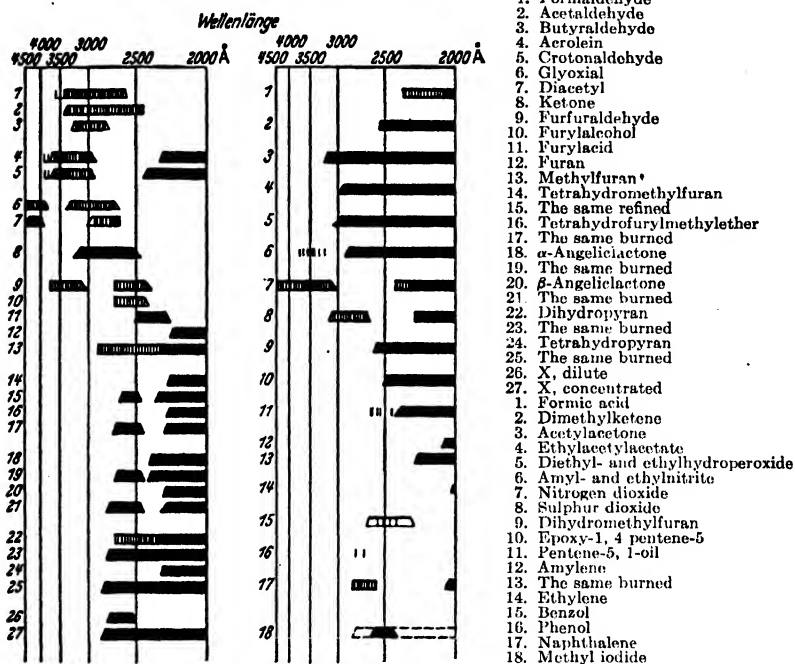 Wellenlänge
4000 3000
4500 3500 2500 2000 Å
1
2
3
4
5
6
7
8
9
10
11
12
13
14
15
16
17
18
19
20
21
22
23
24
25
26
27
4000 3000
4500 3500 2500 2000 Å
1
2
3
4
5
6
7
8
9
10
11
12
13
14
15
16
17
18
1. Formaldehyde
2. Acetaldehyde
3. Butyraldehyde
4. Acrolein
5. Crotonaldehyde
6. Glyoxial
7. Diacetyl
8. Ketone
9. Furfuraldehyde
10. Furylalcohol
11. Furylacid
12. Furan
13. Methylfuran
14. Tetrahydromethylfuran
15. The same refined
16. Tetrahydrofurylmethylether
17. The same burned
18. α-Angeliclactone
19. The same burned
20. β-Angeliclactone
21. The same burned
22. Dihydropyran
23. The same burned
24. Tetrahydropyran
25. The same burned
26. X, dilute
27. X, concentrated
1. Formic acid
2. Dimethylketene
3. Acetylacetone
4. Ethylacetylacetate
5. Diethyl- and ethylhydroperoxide
6. Amyl- and ethylnitrite
7. Nitrogen dioxide
8. Sulphur dioxide
9. Dihydromethylfuran
10. Epoxy-1, 4 pentene-5
11. Pentene-5, 1-oil
12. Amylene
13. The same burned
14. Ethylene
15. Benzol
16. Phenol
17. Naphthalene
18. Methyl iodide